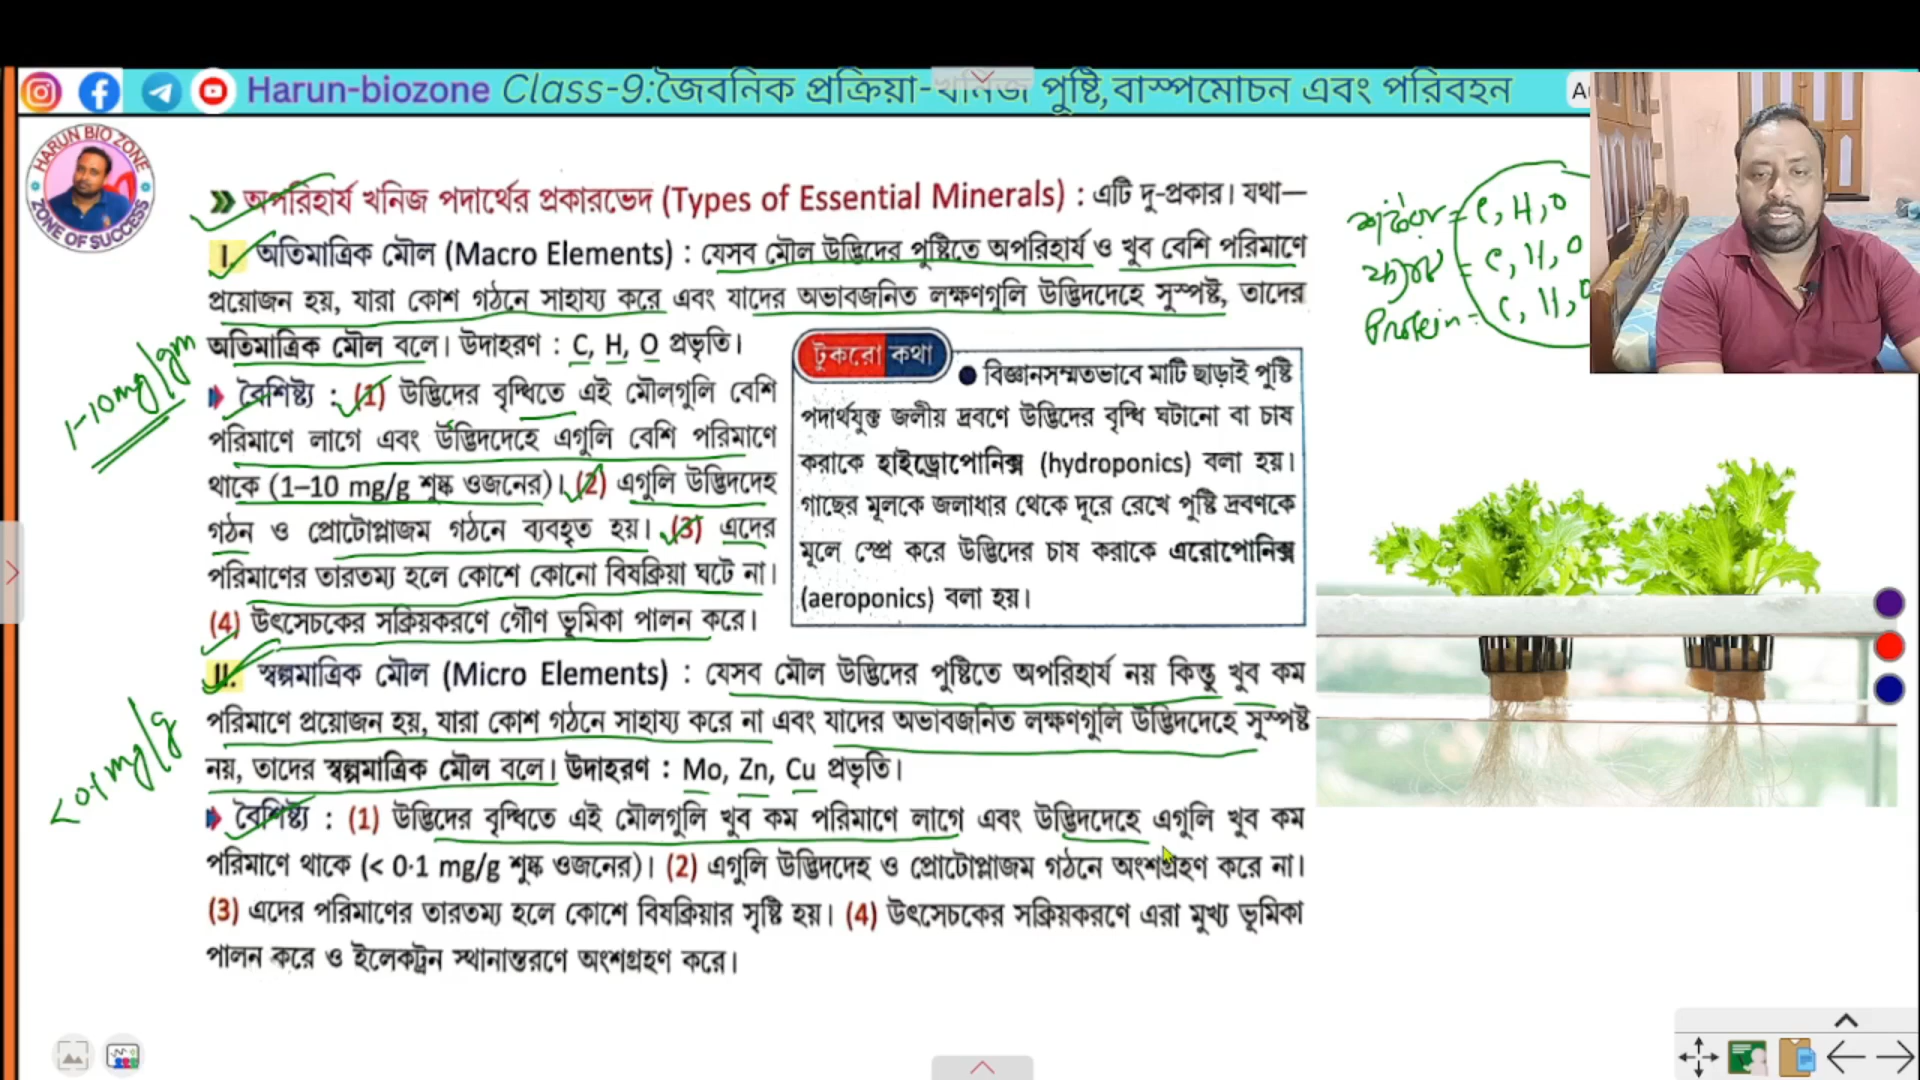 Harun-biozone Class-9:জৈবনিক প্রক্রিয়া-খনিজ পুষ্টি,বাস্পমোচন এবং পরিবহন
HARUN BIO ZONE
ZONE OF SUCCESS
অপরিহার্য খনিজ পদার্থের প্রকারভেদ (Types of Essential Minerals) : এটি দু-প্রকার। যথা—
I. অতিমাত্রিক মৌল (Macro Elements) : যেসব মৌল উদ্ভিদের পুষ্টিতে অপরিহার্য ও খুব বেশি পরিমাণে
প্রয়োজন হয়, যারা কোশ গঠনে সাহায্য করে এবং যাদের অভাবজনিত লক্ষণগুলি উদ্ভিদদেহে সুস্পষ্ট, তাদের
অতিমাত্রিক মৌল বলে। উদাহরণ : C, H, O প্রভৃতি।
বৈশিষ্ট্য : (1) উদ্ভিদের বৃদ্ধিতে এই মৌলগুলি বেশি
পরিমাণে লাগে এবং উদ্ভিদদেহে এগুলি বেশি পরিমাণে
থাকে (1–10 mg/g শুষ্ক ওজনের)। (2) এগুলি উদ্ভিদদেহ
গঠন ও প্রোটোপ্লাজম গঠনে ব্যবহৃত হয়। (3) এদের
পরিমাণের তারতম্য হলে কোশে কোনো বিষক্রিয়া ঘটে না।
(4) উৎসেচকের সক্রিয়করণে গৌণ ভূমিকা পালন করে।
টুকরো কথা
● বিজ্ঞানসম্মতভাবে মাটি ছাড়াই পুষ্টি
পদার্থযুক্ত জলীয় দ্রবণে উদ্ভিদের বৃদ্ধি ঘটানো বা চাষ
করাকে হাইড্রোপোনিক্স (hydroponics) বলা হয়।
গাছের মূলকে জলাধার থেকে দূরে রেখে পুষ্টি দ্রবণকে
মূলে স্প্রে করে উদ্ভিদের চাষ করাকে এরোপোনিক্স
(aeroponics) বলা হয়।
II. স্বল্পমাত্রিক মৌল (Micro Elements) : যেসব মৌল উদ্ভিদের পুষ্টিতে অপরিহার্য নয় কিন্তু খুব কম
পরিমাণে প্রয়োজন হয়, যারা কোশ গঠনে সাহায্য করে না এবং যাদের অভাবজনিত লক্ষণগুলি উদ্ভিদদেহে সুস্পষ্ট
নয়, তাদের স্বল্পমাত্রিক মৌল বলে। উদাহরণ : Mo, Zn, Cu প্রভৃতি।
বৈশিষ্ট্য : (1) উদ্ভিদের বৃদ্ধিতে এই মৌলগুলি খুব কম পরিমাণে লাগে এবং উদ্ভিদদেহে এগুলি খুব কম
পরিমাণে থাকে (< 0·1 mg/g শুষ্ক ওজনের)। (2) এগুলি উদ্ভিদদেহ ও প্রোটোপ্লাজম গঠনে অংশগ্রহণ করে না।
(3) এদের পরিমাণের তারতম্য হলে কোশে বিষক্রিয়ার সৃষ্টি হয়। (4) উৎসেচকের সক্রিয়করণে এরা মুখ্য ভূমিকা
পালন করে ও ইলেকট্রন স্থানান্তরণে অংশগ্রহণ করে।
1-10mg/gm
<0.1mg/g
= C, H, O
= C, H, O
Protein = C, H, O